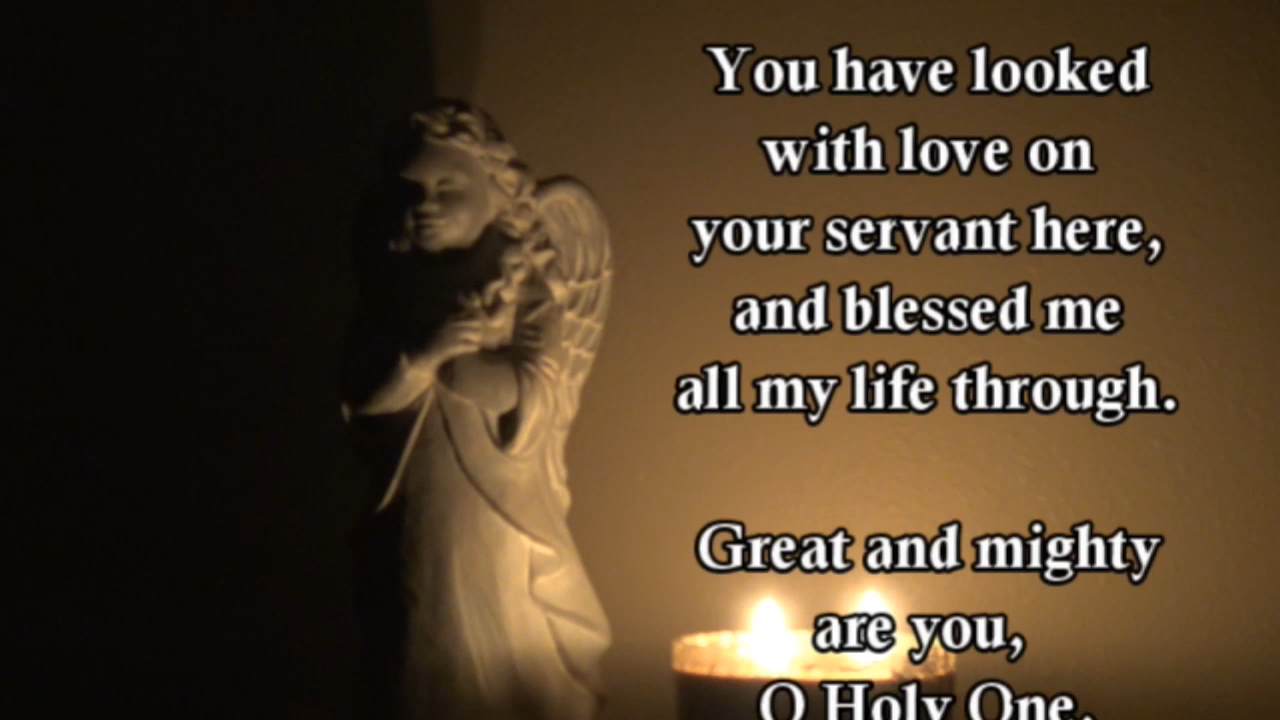 You have looked
with love on
your servant here,
and blessed me
all my life through.
Great and mighty
are you,
O Holy One,